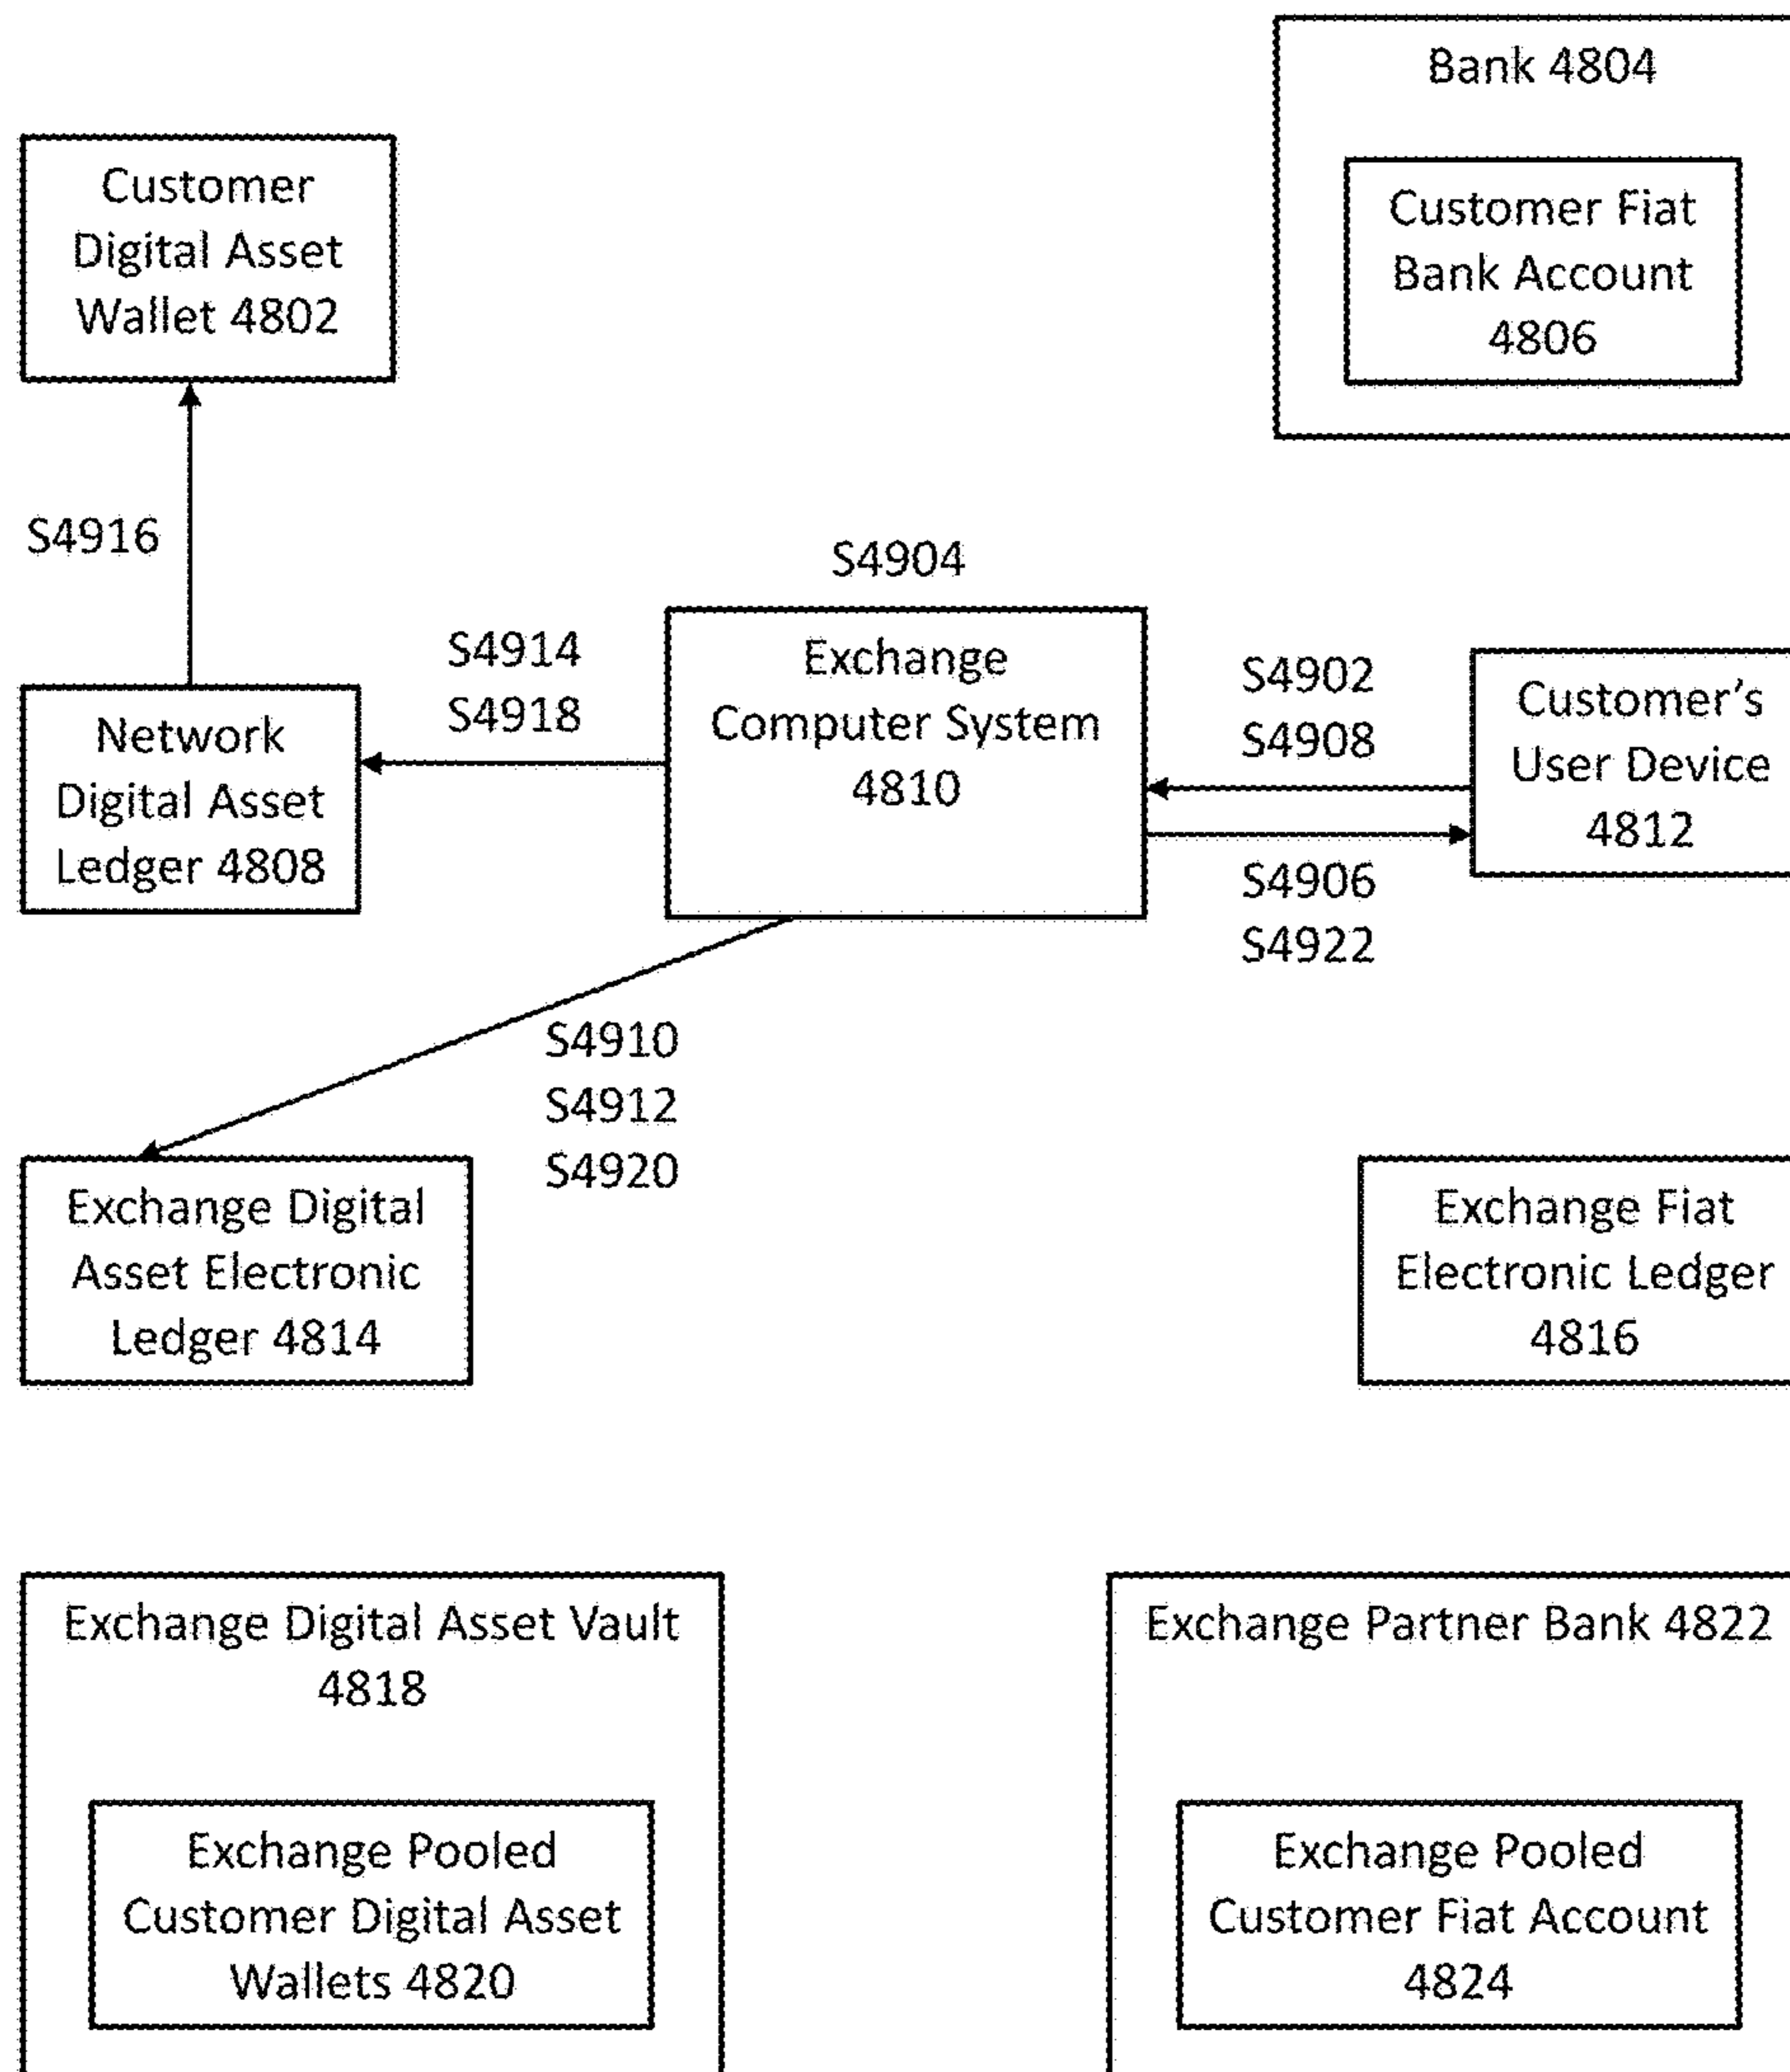 Bank 4804
Customer Fiat
Bank Account
4806
Customer
Digital Asset
Wallet 4802
S4916
S4904
S4914
S4918
Exchange
Computer System
4810
S4902
S4908
Customer's
User Device
4812
Network
Digital Asset
Ledger 4808
S4906
S4922
S4910
S4912
S4920
Exchange Digital
Asset Electronic
Ledger 4814
Exchange Fiat
Electronic Ledger
4816
Exchange Digital Asset Vault
4818
Exchange Pooled
Customer Digital Asset
Wallets 4820
Exchange Partner Bank 4822
Exchange Pooled
Customer Fiat Account
4824